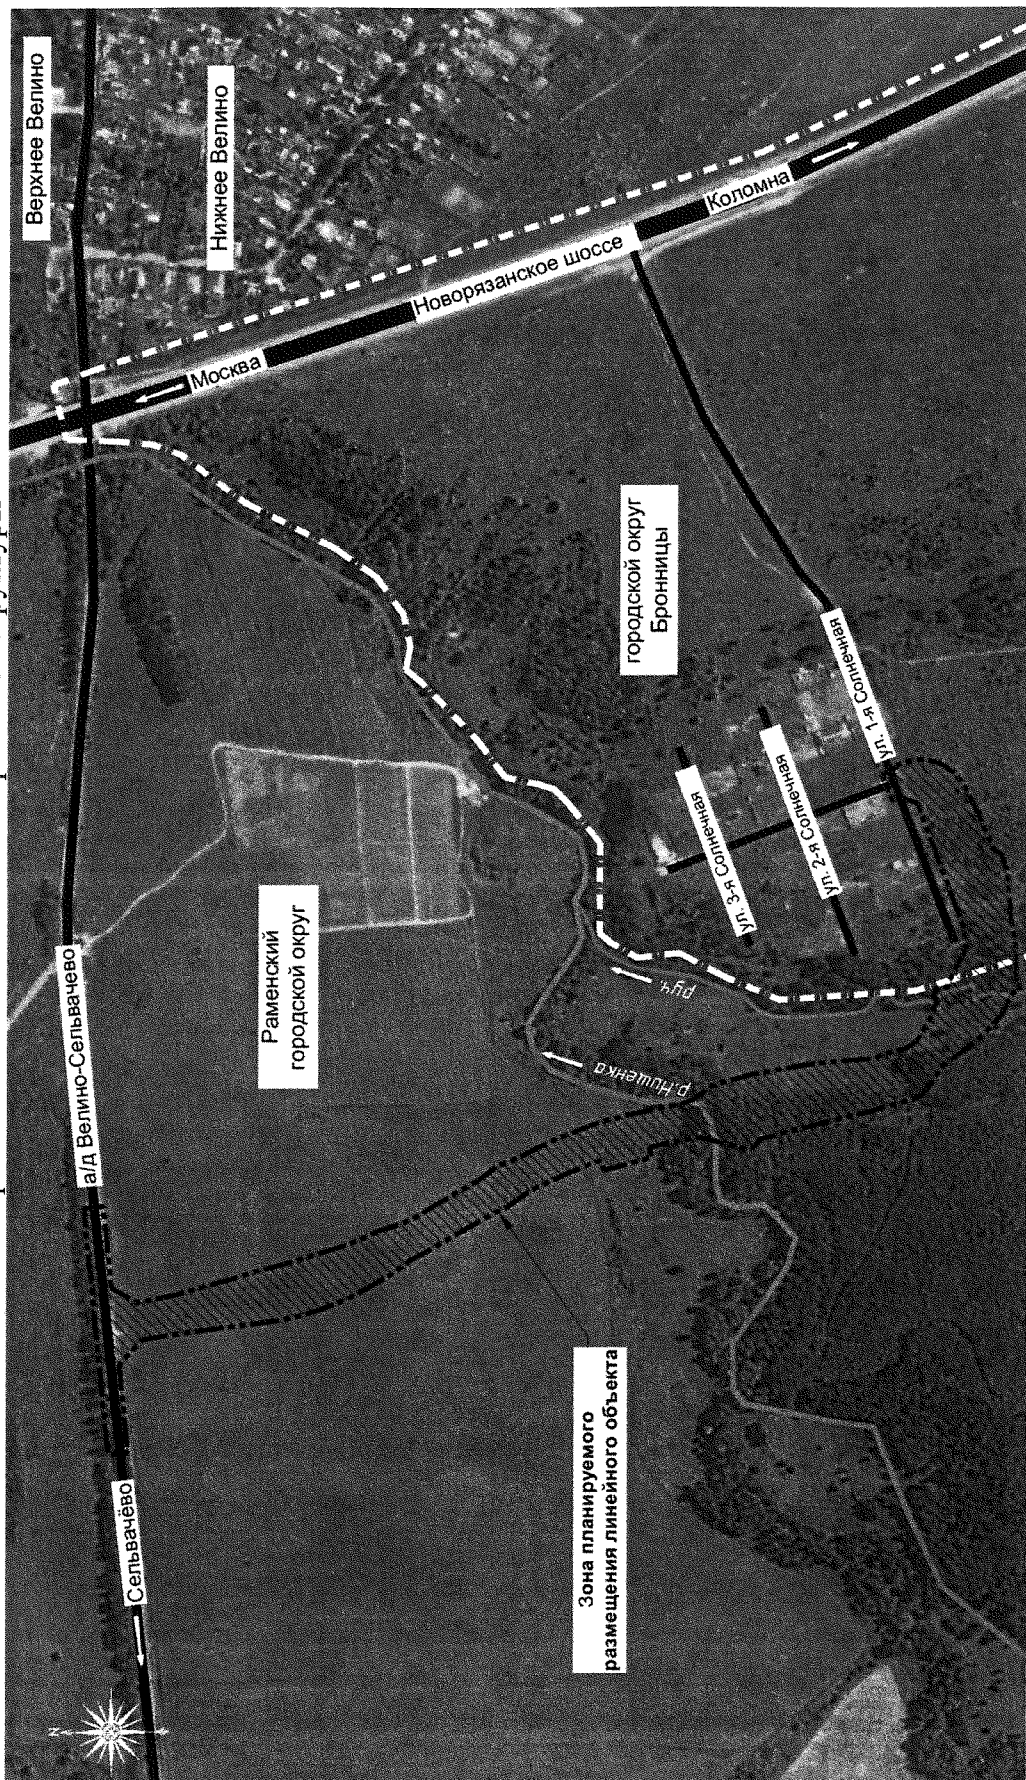 Верхнее Велино
Нижнее Велино
Москва
Новорязанское шоссе
Коломна
городской округ
Бронницы
ул. 1-я Солнечная
ул. 2-я Солнечная
ул. 3-я Солнечная
а/д Велино-Сельвачево
Раменский
городской округ
руч.
р.Нищенка
Зона планируемого
размещения линейного объекта
Сельвачёво
N